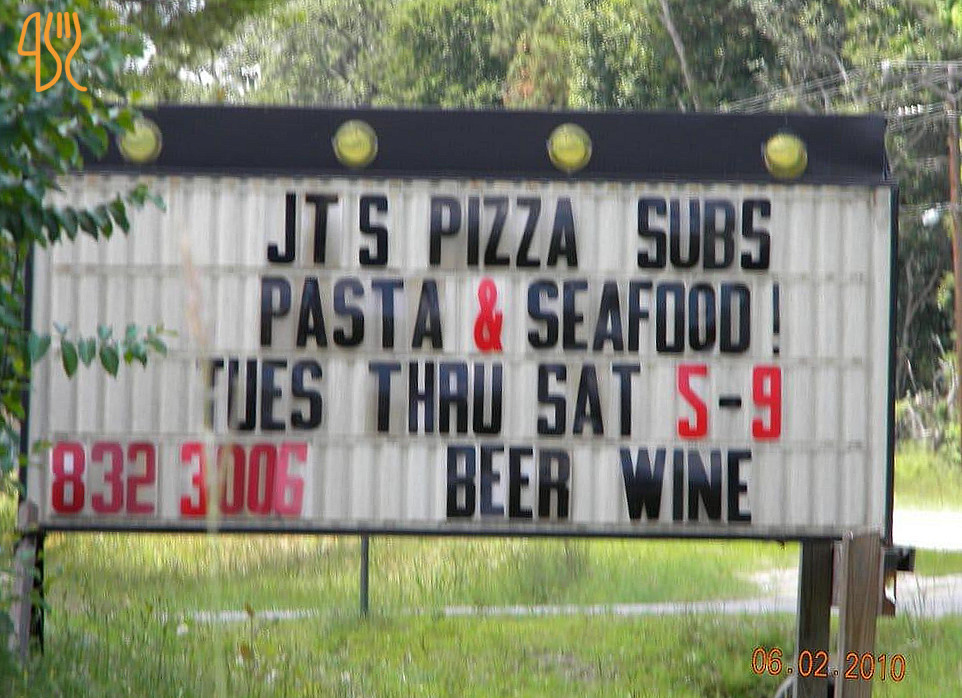 JT S PIZZA SUBS
PASTA & SEAFOOD!
TUES THRU SAT 5-9
832 3006 BEER WINE
06.02.2010